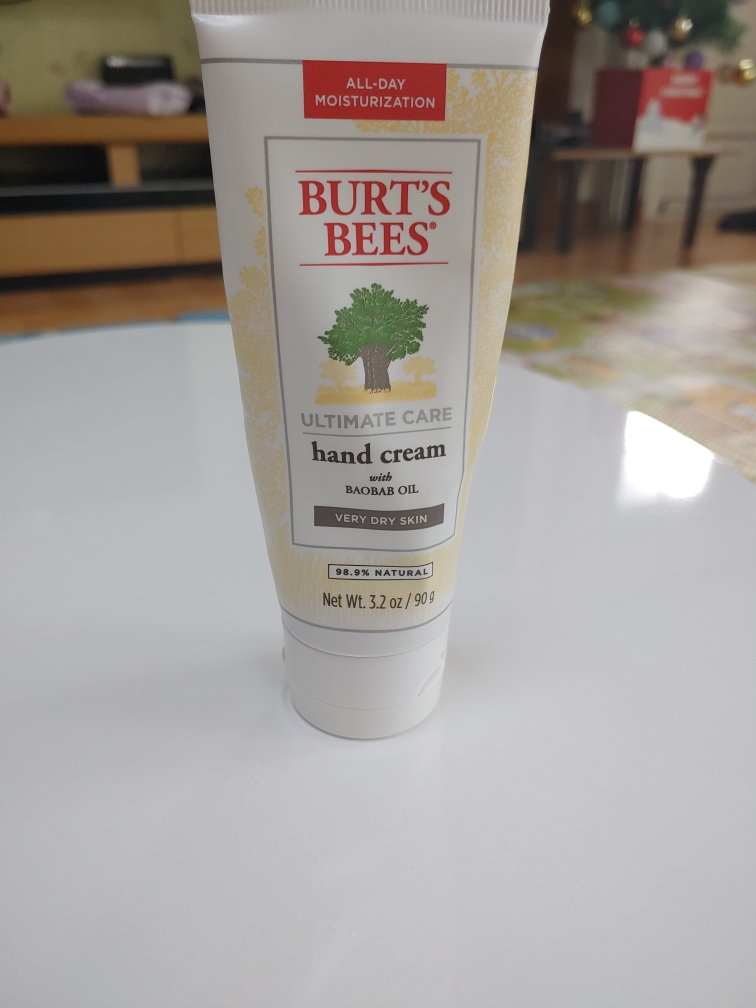 ALL-DAY
MOISTURIZATION
BURT'S
BEES®
ULTIMATE CARE
hand cream
with
BAOBAB OIL
VERY DRY SKIN
98.9% NATURAL
Net Wt. 3.2 oz / 90 g